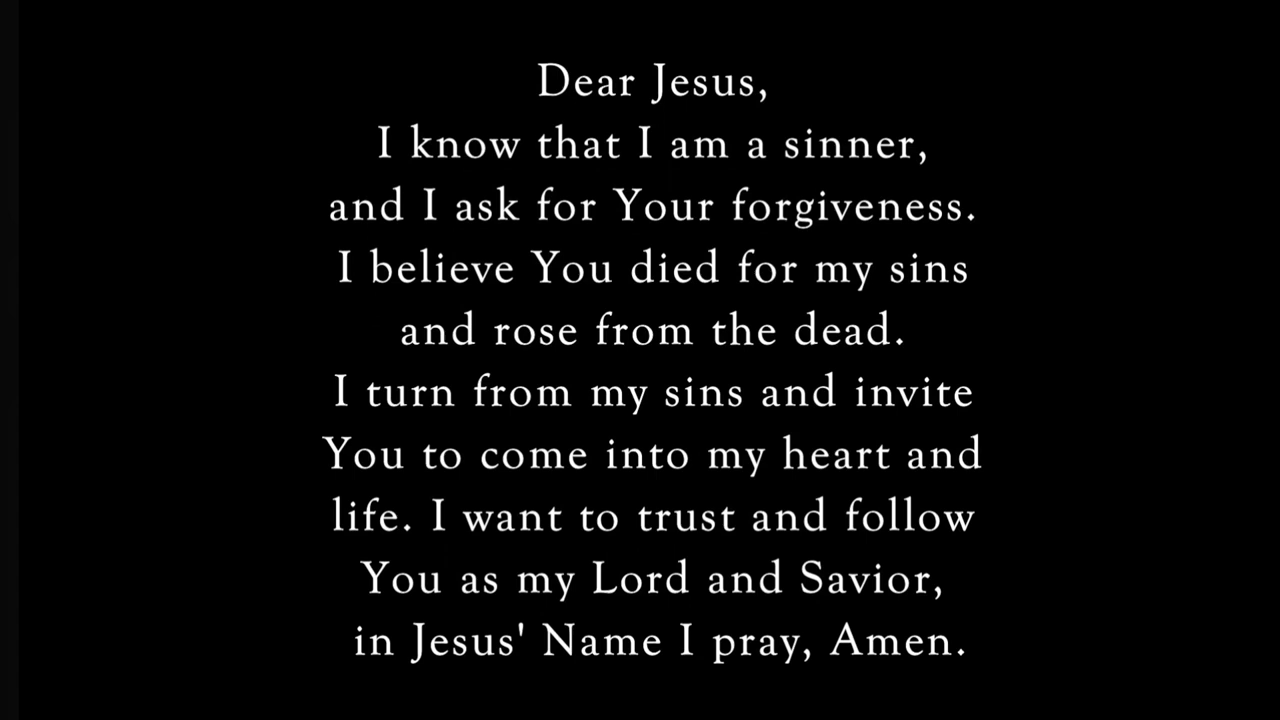 Dear Jesus,
I know that I am a sinner,
and I ask for Your forgiveness.
I believe You died for my sins
and rose from the dead.
I turn from my sins and invite
You to come into my heart and
life. I want to trust and follow
You as my Lord and Savior,
in Jesus' Name I pray, Amen.